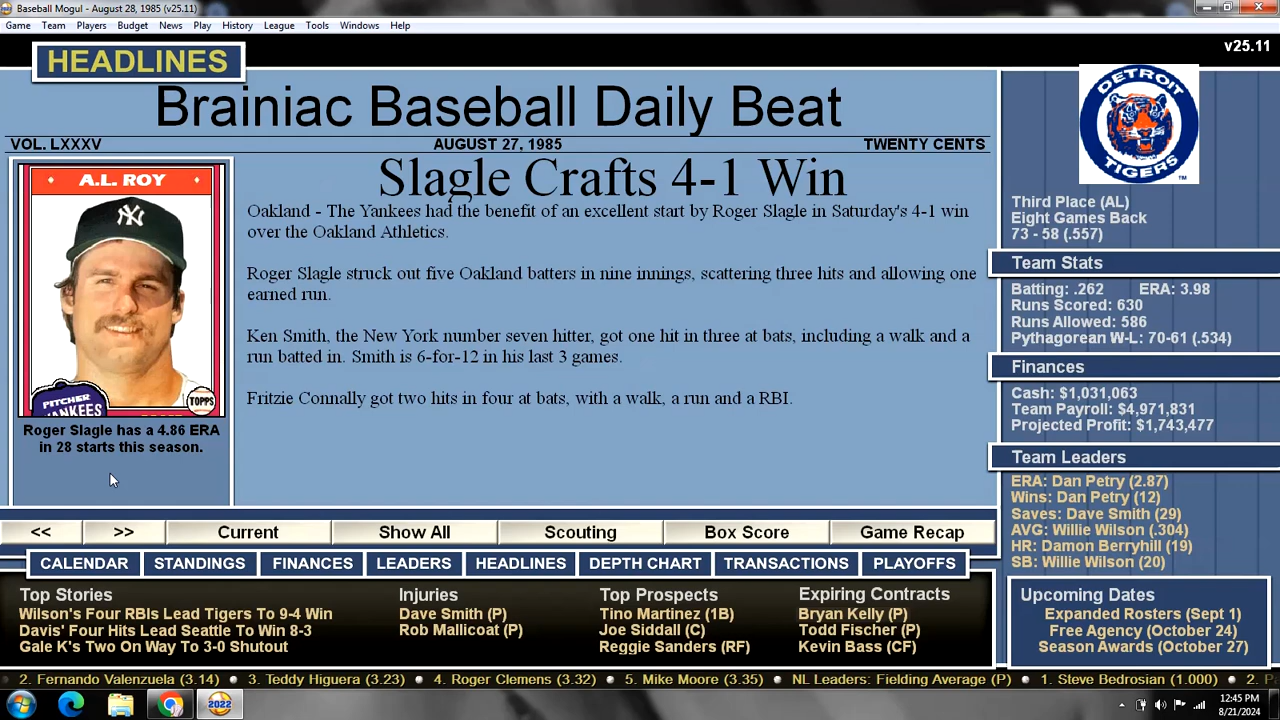 Baseball Mogul - August 28, 1985 (v25.11)
Game Team Players Budget News Play History League Tools Windows Help
HEADLINES
v25.11
Brainiac Baseball Daily Beat
VOL. LXXXV AUGUST 27, 1985 TWENTY CENTS
A.L. ROY
PITCHER
YANKEES
TOPPS
Roger Slagle has a 4.86 ERA
in 28 starts this season.
Slagle Crafts 4-1 Win
Oakland - The Yankees had the benefit of an excellent start by Roger Slagle in Saturday's 4-1 win
over the Oakland Athletics.
Roger Slagle struck out five Oakland batters in nine innings, scattering three hits and allowing one
earned run.
Ken Smith, the New York number seven hitter, got one hit in three at bats, including a walk and a
run batted in. Smith is 6-for-12 in his last 3 games.
Fritzie Connally got two hits in four at bats, with a walk, a run and a RBI.
DETROIT
TIGERS
Third Place (AL)
Eight Games Back
73 - 58 (.557)
Team Stats
Batting: .262 ERA: 3.98
Runs Scored: 630
Runs Allowed: 586
Pythagorean W-L: 70-61 (.534)
Finances
Cash: $1,031,063
Team Payroll: $4,971,831
Projected Profit: $1,743,477
Team Leaders
ERA: Dan Petry (2.87)
Wins: Dan Petry (12)
Saves: Dave Smith (29)
AVG: Willie Wilson (.304)
HR: Damon Berryhill (19)
SB: Willie Wilson (20)
<< >> Current Show All Scouting Box Score Game Recap
CALENDAR STANDINGS FINANCES LEADERS HEADLINES DEPTH CHART TRANSACTIONS PLAYOFFS
Top Stories
Wilson's Four RBIs Lead Tigers To 9-4 Win
Davis' Four Hits Lead Seattle To Win 8-3
Gale K's Two On Way To 3-0 Shutout
Injuries
Dave Smith (P)
Rob Mallicoat (P)
Top Prospects
Tino Martinez (1B)
Joe Siddall (C)
Reggie Sanders (RF)
Expiring Contracts
Bryan Kelly (P)
Todd Fischer (P)
Kevin Bass (CF)
Upcoming Dates
Expanded Rosters (Sept 1)
Free Agency (October 24)
Season Awards (October 27)
2. Fernando Valenzuela (3.14) • 3. Teddy Higuera (3.23) • 4. Roger Clemens (3.32) • 5. Mike Moore (3.35) • NL Leaders: Fielding Average (P) • 1. Steve Bedrosian (1.000) • 2.
2022
12:45 PM
8/21/2024